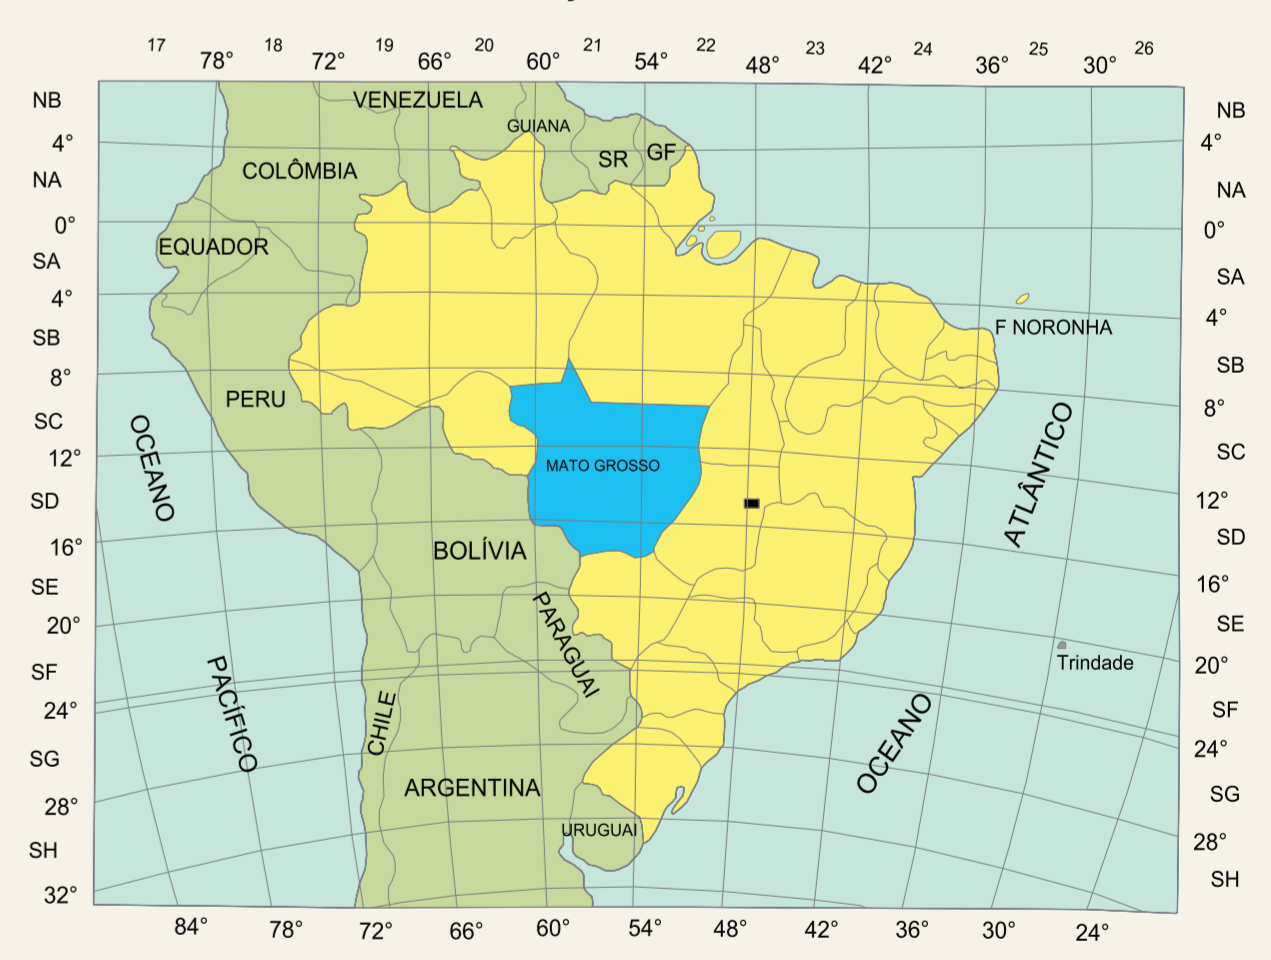 17 18 19 20 21 22 23 24 25 26
78° 72° 66° 60° 54° 48° 42° 36° 30°
NB VENEZUELA NB
GUIANA
4° SR GF 4°
COLÔMBIA
NA NA
0° 0°
EQUADOR
SA SA
4° F NORONHA 4°
SB SB
8° 8°
PERU
SC SC
OCEANO
ATLÂNTICO
12° MATO GROSSO 12°
SD SD
16° BOLÍVIA 16°
SE SE
PARAGUAI
20° Trindade 20°
SF SF
PACÍFICO
CHILE
24° 24°
OCEANO
SG SG
ARGENTINA
28° 28°
URUGUAI
SH SH
32°
84° 78° 72° 66° 60° 54° 48° 42° 36° 30° 24°